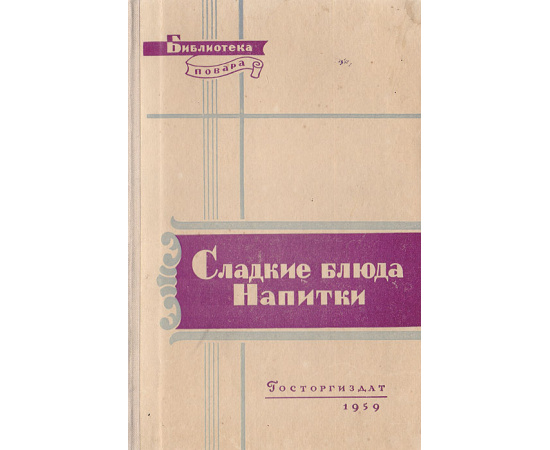 Библиотека
повара
Сладкие блюда
Напитки
Госторгиздат
1959